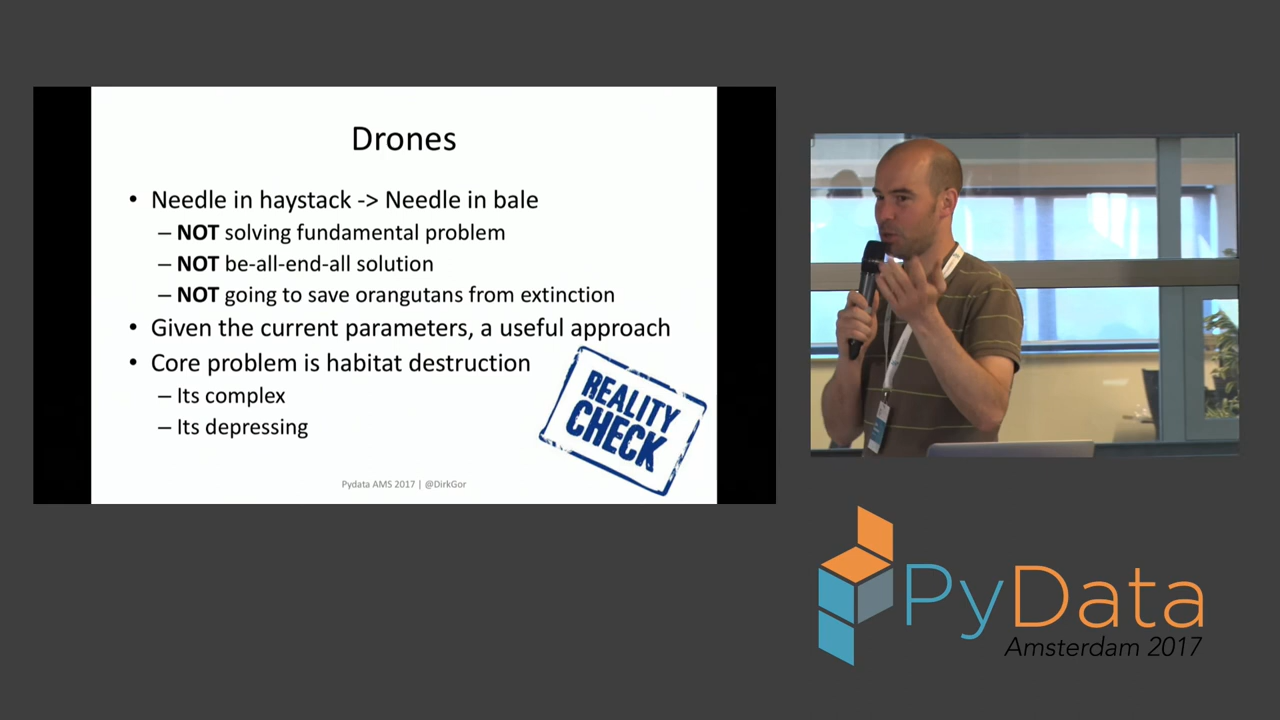 Drones
• Needle in haystack -> Needle in bale
– NOT solving fundamental problem
– NOT be-all-end-all solution
– NOT going to save orangutans from extinction
• Given the current parameters, a useful approach
• Core problem is habitat destruction
– Its complex
– Its depressing
REALITY
CHECK
Pydata AMS 2017 | @DirkGor
PyData
Amsterdam 2017